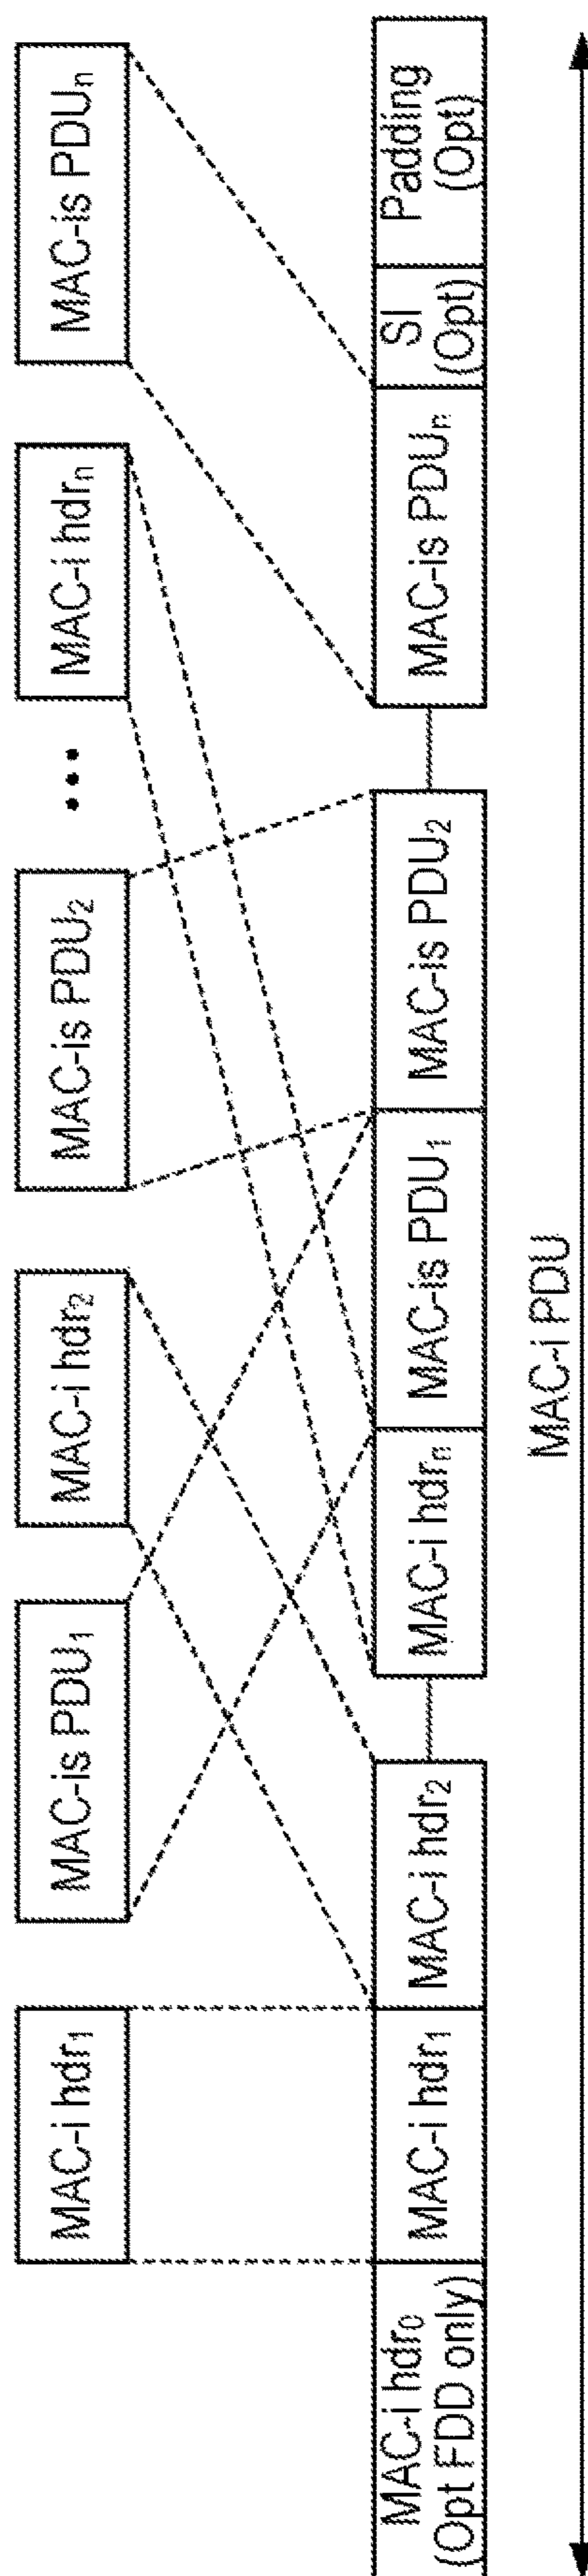 MAC-i hdr₁
MAC-is PDU₁
MAC-i hdr₂
MAC-is PDU₂
•••
MAC-i hdrₙ
MAC-is PDUₙ
MAC-i hdr₀
(Opt FDD only)
MAC-i hdr₁
MAC-i hdr₂
MAC-i hdrₙ
MAC-is PDU₁
MAC-is PDU₂
MAC-is PDUₙ
SI
(Opt)
Padding
(Opt)
MAC-i PDU